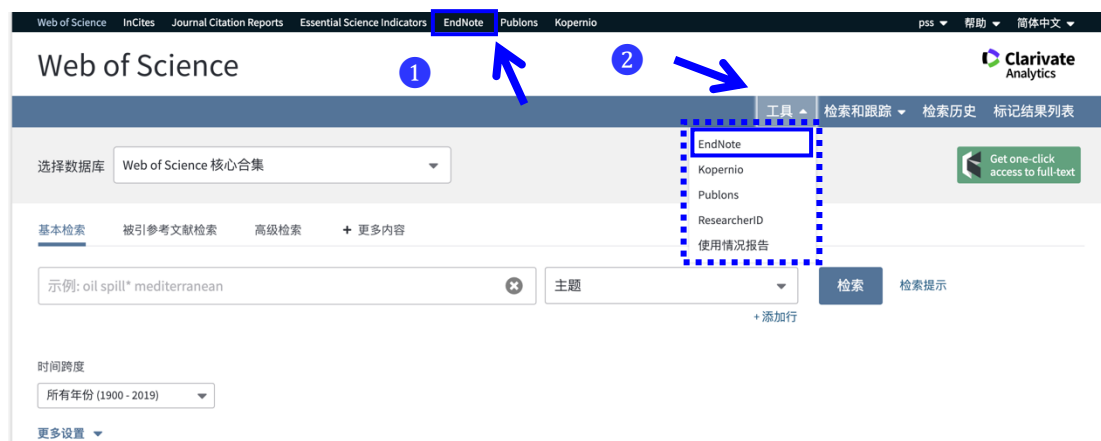 Web of Science InCites Journal Citation Reports Essential Science Indicators EndNote Publons Kopernio pss 帮助 简体中文
Web of Science 1 2 Clarivate
Analytics
工具 检索和跟踪 检索历史 标记结果列表
EndNote
选择数据库 Web of Science 核心合集 Get one-click
access to full-text
Kopernio
Publons
ResearcherID
使用情况报告
基本检索 被引参考文献检索 高级检索 + 更多内容
示例: oil spill* mediterranean 主题 检索 检索提示
+添加行
时间跨度
所有年份 (1900 - 2019)
更多设置